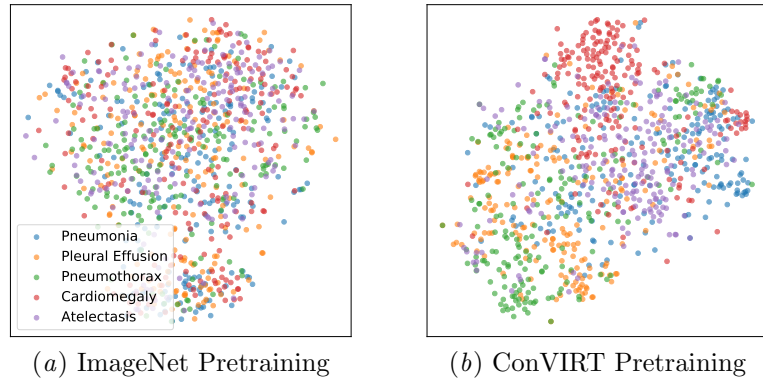 Pneumonia
Pleural Effusion
Pneumothorax
Cardiomegaly
Atelectasis
(a) ImageNet Pretraining
(b) ConVIRT Pretraining